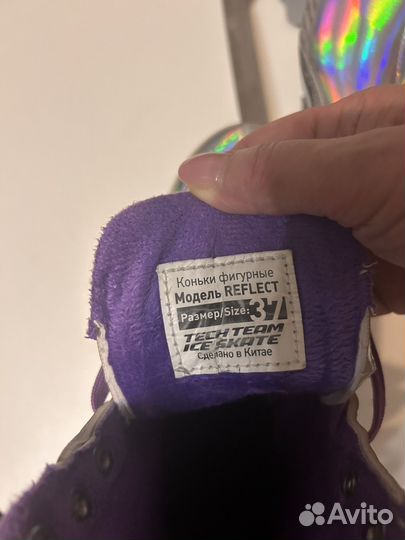 Коньки фигурные
Модель REFLECT
Размер/Size: 37
TECH TEAM
ICE SKATE
Сделано в Китае
Avito